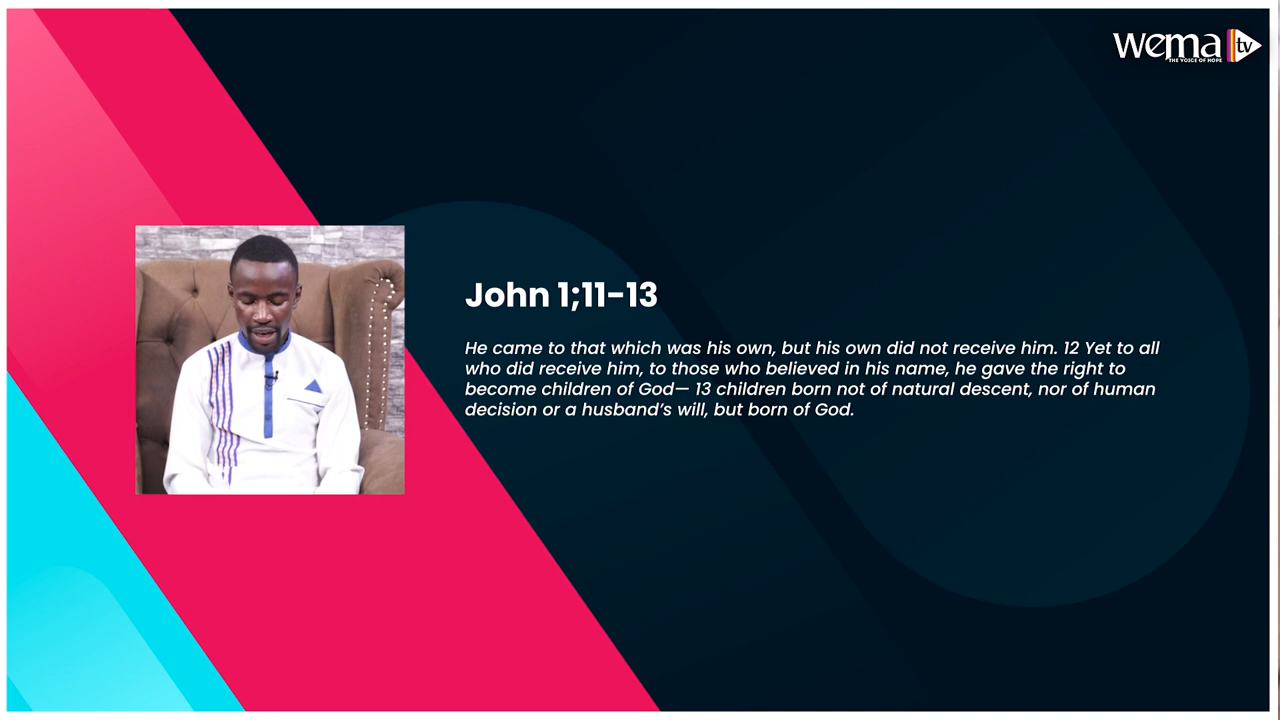 wema tv
THE VOICE OF HOPE
John 1;11-13
He came to that which was his own, but his own did not receive him. 12 Yet to all
who did receive him, to those who believed in his name, he gave the right to
become children of God— 13 children born not of natural descent, nor of human
decision or a husband’s will, but born of God.